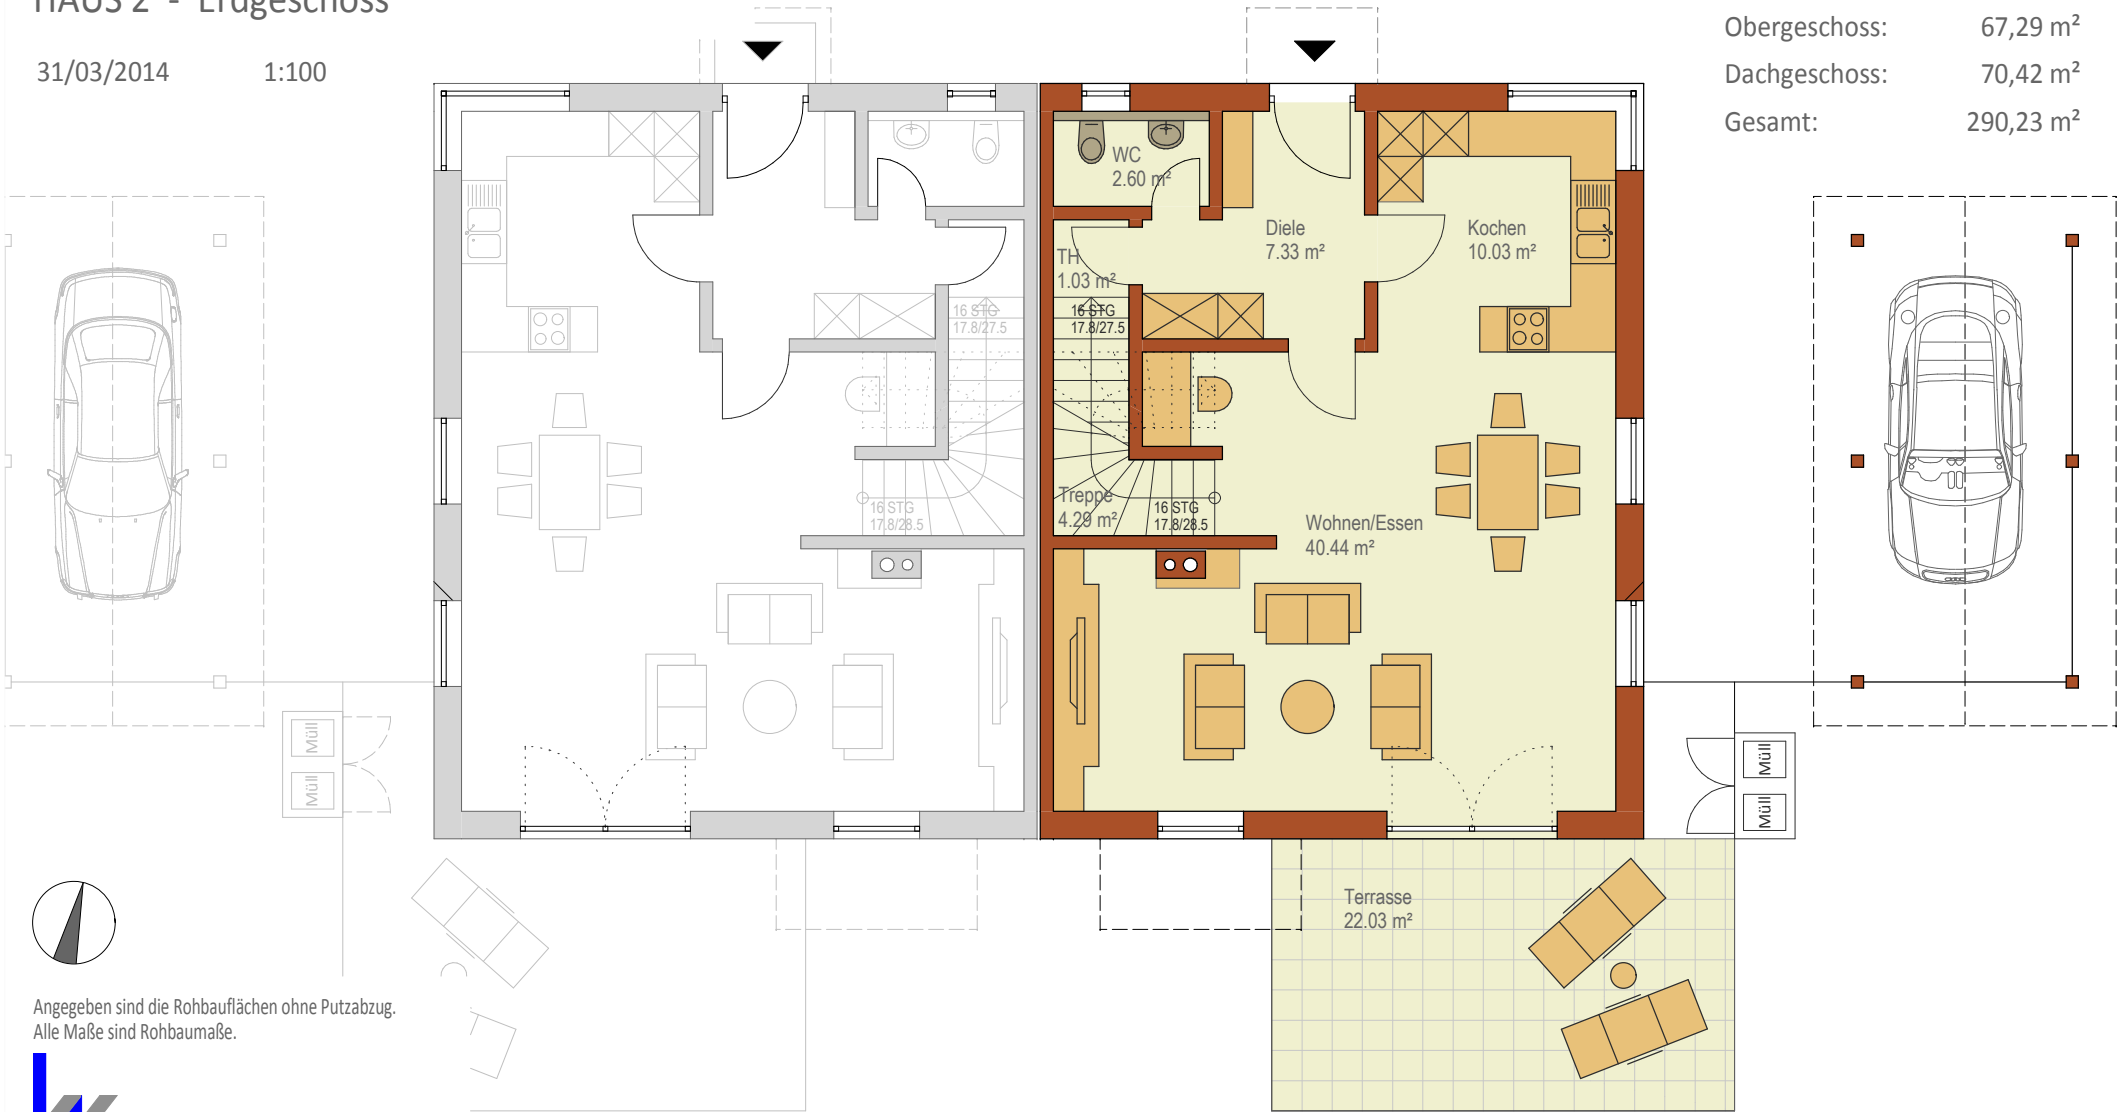 HAUS 2 - Erdgeschoss
31/03/2014 1:100
Obergeschoss: 67,29 m²
Dachgeschoss: 70,42 m²
Gesamt: 290,23 m²
WC
2.60 m²
Diele
7.33 m²
Kochen
10.03 m²
TH
1.03 m²
16 STG
17.8/27.5
16 STG
17.8/27.5
Treppe
4.29 m²
16 STG
17.8/28.5
16 STG
17.8/28.5
Wohnen/Essen
40.44 m²
Müll
Müll
Müll
Müll
Terrasse
22.03 m²
Angegeben sind die Rohbauflächen ohne Putzabzug.
Alle Maße sind Rohbaumaße.